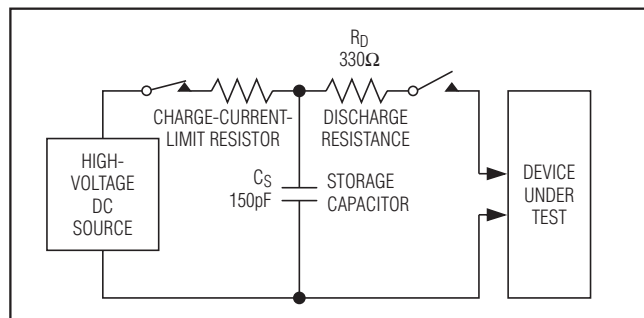 R_D
330Ω
CHARGE-CURRENT-
LIMIT RESISTOR
DISCHARGE
RESISTANCE
HIGH-
VOLTAGE
DC
SOURCE
C_S
150pF
STORAGE
CAPACITOR
DEVICE
UNDER
TEST